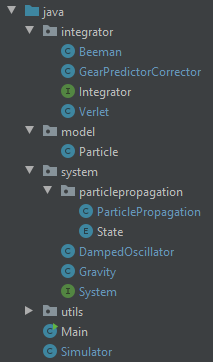 java
integrator
Beeman
GearPredictorCorrector
Integrator
Verlet
model
Particle
system
particlepropagation
ParticlePropagation
State
DampedOscillator
Gravity
System
utils
Main
Simulator